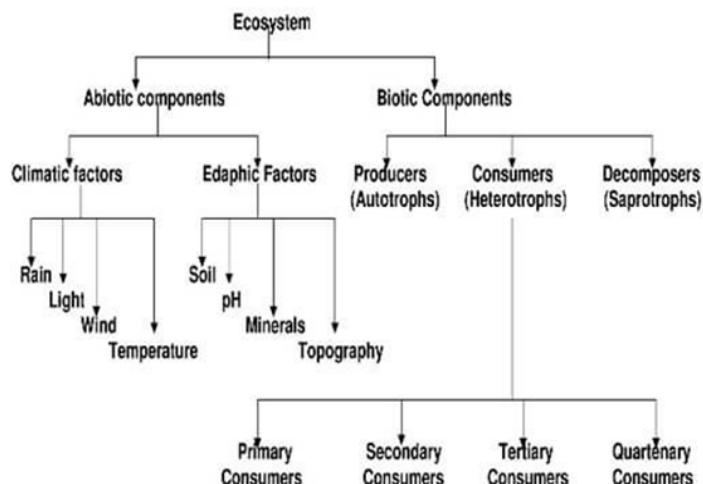 Ecosystem
Abiotic components
Biotic Components
Climatic factors
Edaphic Factors
Producers
(Autotrophs)
Consumers
(Heterotrophs)
Decomposers
(Saprotrophs)
Rain
Light
Wind
Temperature
Soil
pH
Minerals
Topography
Primary
Consumers
Secondary
Consumers
Tertiary
Consumers
Quartenary
Consumers